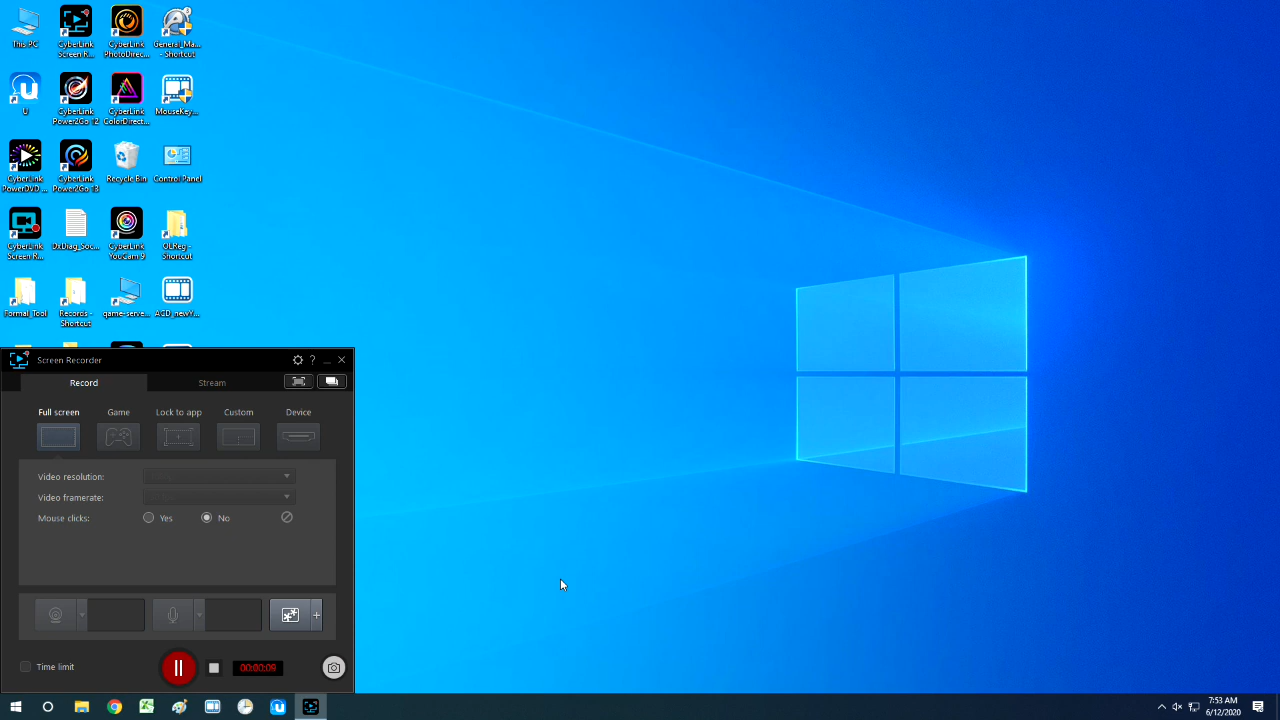 This PC
CyberLink
Screen R...
CyberLink
PhotoDirec...
General_Ma...
- Shortcut
U
CyberLink
Power2Go 12
CyberLink
ColorDirect...
MouseKey...
CyberLink
PowerDVD ...
CyberLink
Power2Go 13
Recycle Bin
Control Panel
CyberLink
Screen R...
DxDiag_Soc...
CyberLink
YouCam 9
OLReg -
Shortcut
Formal_Tool
Records -
Shortcut
game-serve...
ACD_newY...
Screen Recorder
Record
Stream
Full screen
Game
Lock to app
Custom
Device
Video resolution:
Video framerate:
Mouse clicks:
Yes
No
Time limit
00:00:09
7:53 AM
6/12/2020